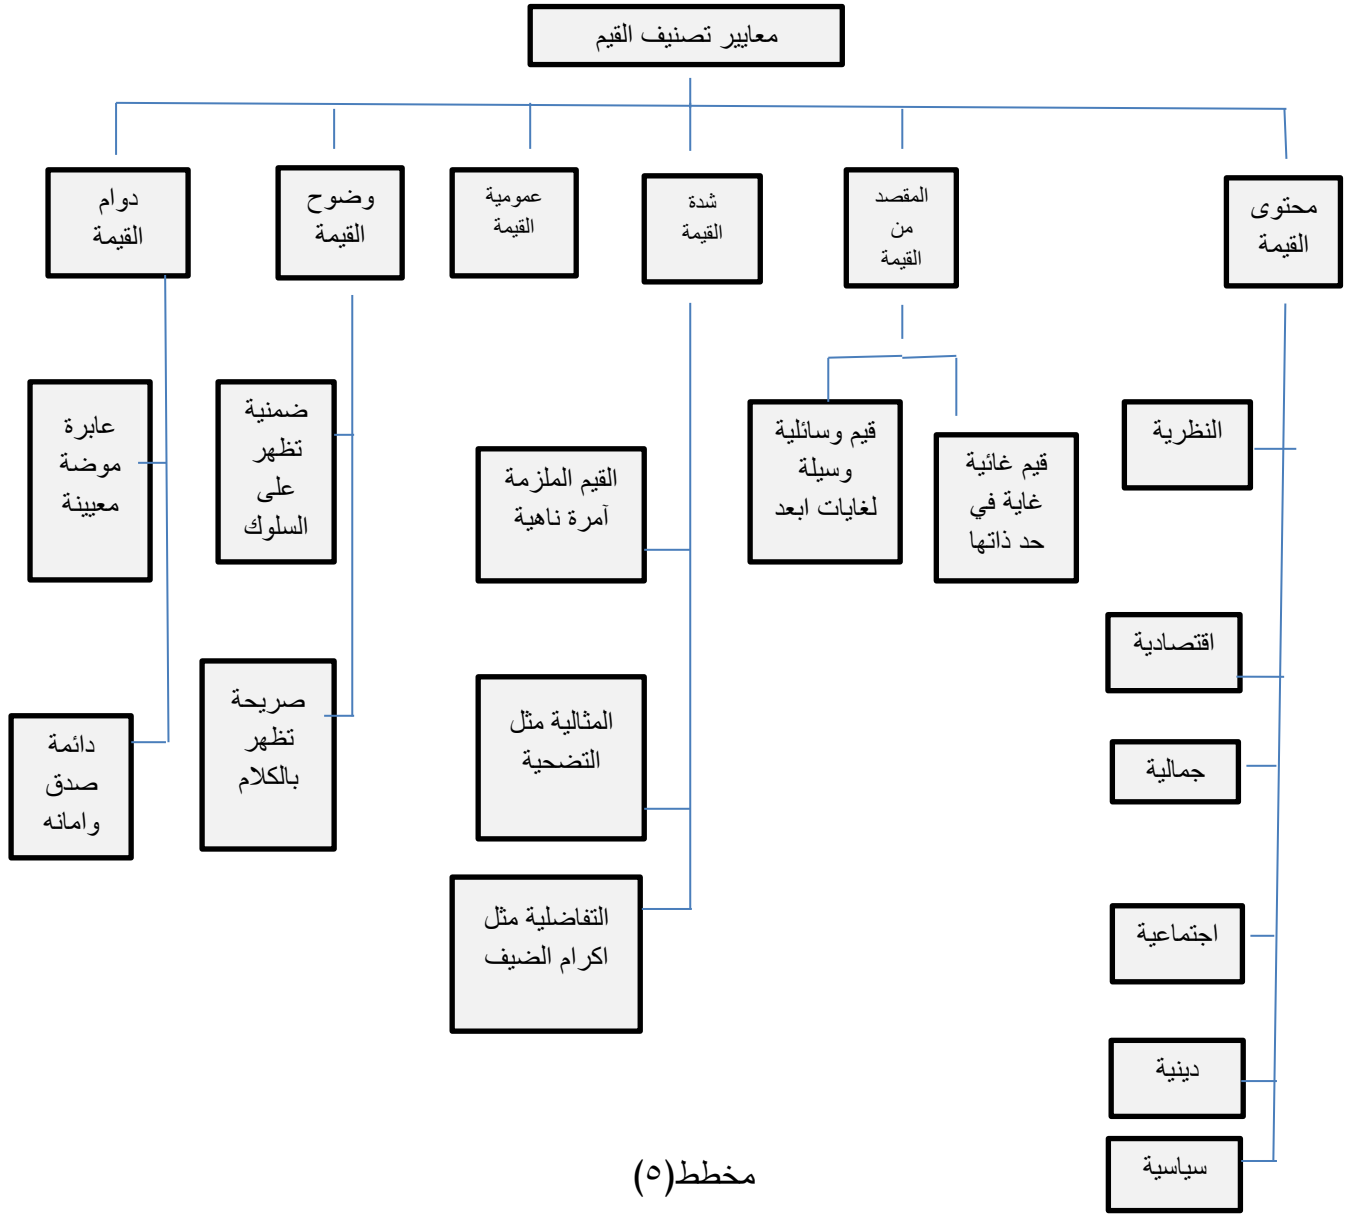 معايير تصنيف القيم
محتوى
القيمة
المقصد
من
القيمة
شدة
القيمة
عمومية
القيمة
وضوح
القيمة
دوام
القيمة
النظرية
اقتصادية
جمالية
اجتماعية
دينية
سياسية
قيم غائية
غاية في
حد ذاتها
قيم وسائلية
وسيلة
لغايات ابعد
القيم الملزمة
آمرة ناهية
المثالية مثل
التضحية
التفاضلية مثل
اكرام الضيف
ضمنية
تظهر
على
السلوك
صريحة
تظهر
بالكلام
عابرة
موضة
معيينة
دائمة
صدق
وامانه
مخطط(٥)